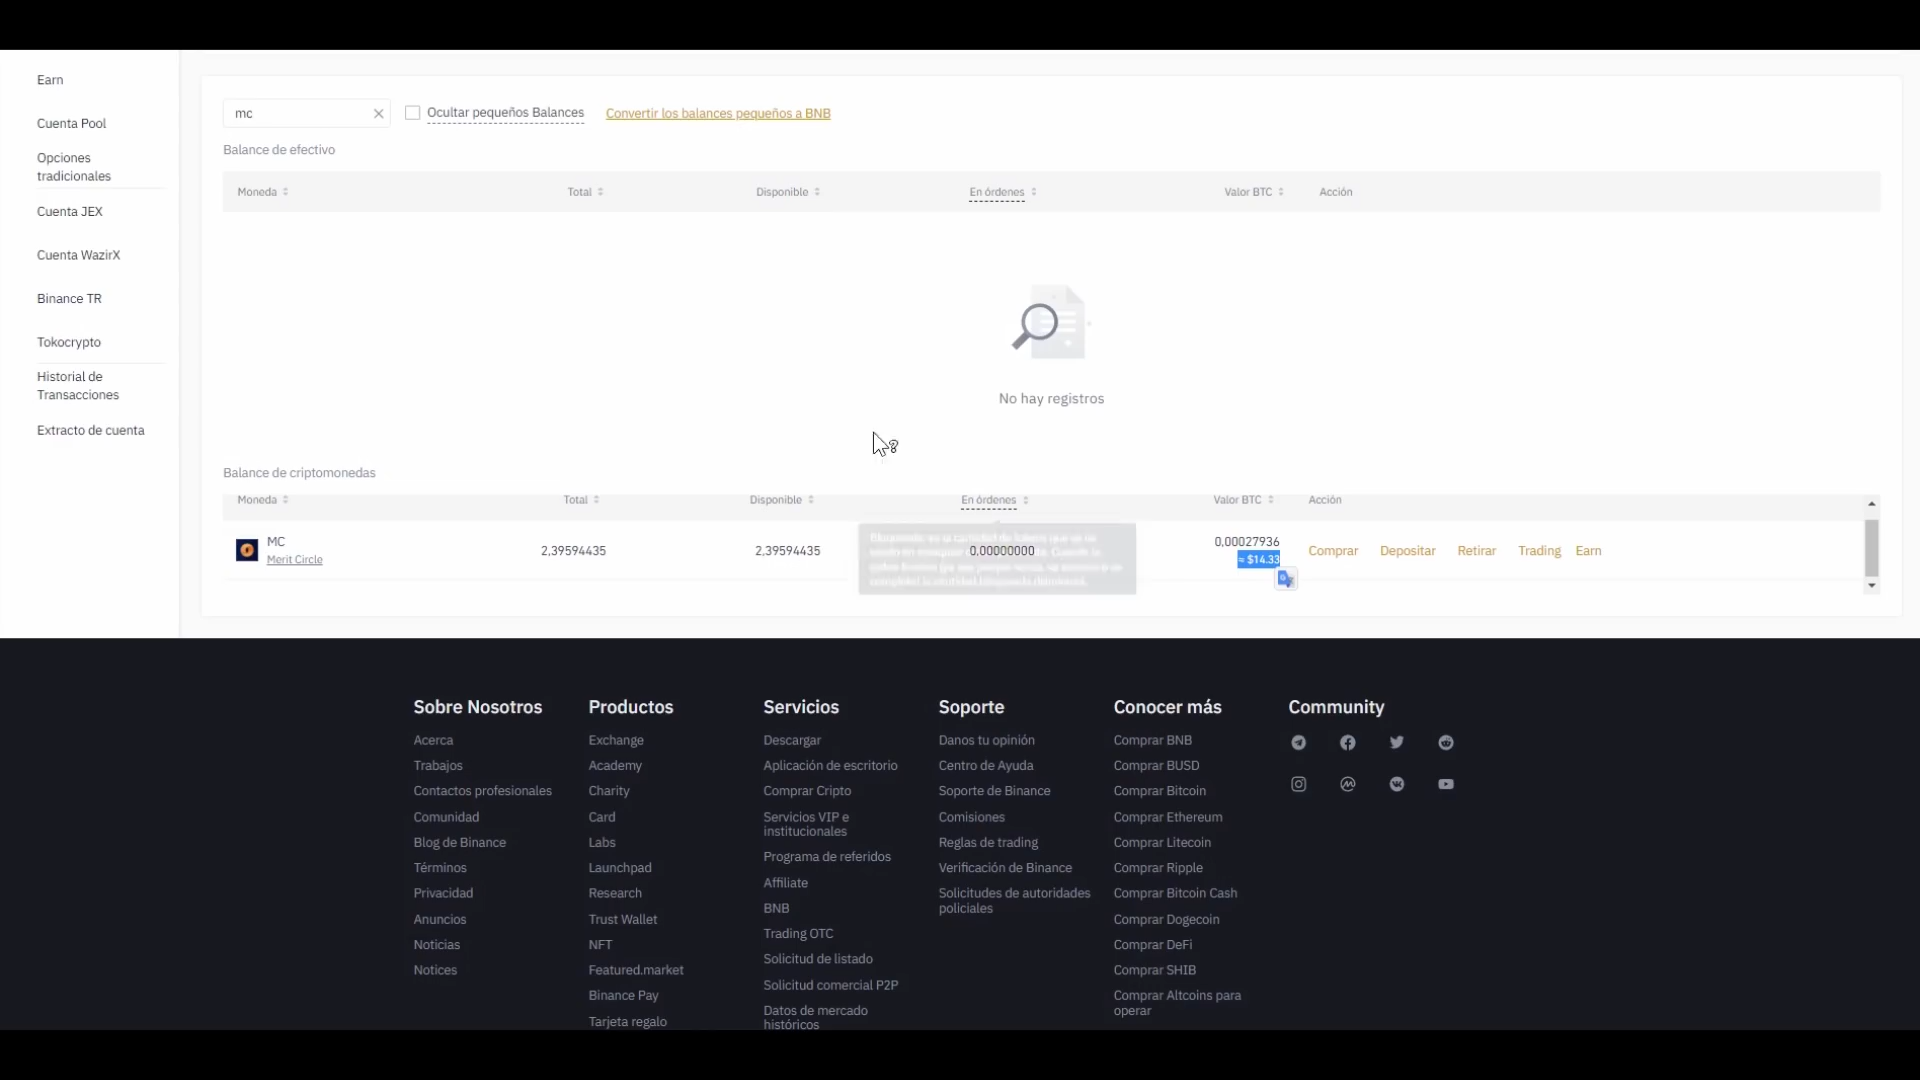 Earn
Cuenta Pool
Opciones
tradicionales
Cuenta JEX
Cuenta WazirX
Binance TR
Tokocrypto
Historial de
Transacciones
Extracto de cuenta
mc
Ocultar pequeños Balances
Convertir los balances pequeños a BNB
Balance de efectivo
Moneda Total Disponible En órdenes Valor BTC Acción
No hay registros
Balance de criptomonedas
Moneda Total Disponible En órdenes Valor BTC Acción
MC
Merit Circle
2,39594435 2,39594435 0,00000000 0,00027936
≈ $14.33
Comprar Depositar Retirar Trading Earn
Sobre Nosotros
Acerca
Trabajos
Contactos profesionales
Comunidad
Blog de Binance
Términos
Privacidad
Anuncios
Noticias
Notices
Productos
Exchange
Academy
Charity
Card
Labs
Launchpad
Research
Trust Wallet
NFT
Featured.market
Binance Pay
Tarjeta regalo
Servicios
Descargar
Aplicación de escritorio
Comprar Cripto
Servicios VIP e
institucionales
Programa de referidos
Affiliate
BNB
Trading OTC
Solicitud de listado
Solicitud comercial P2P
Datos de mercado
históricos
Soporte
Danos tu opinión
Centro de Ayuda
Soporte de Binance
Comisiones
Reglas de trading
Verificación de Binance
Solicitudes de autoridades
policiales
Conocer más
Comprar BNB
Comprar BUSD
Comprar Bitcoin
Comprar Ethereum
Comprar Litecoin
Comprar Ripple
Comprar Bitcoin Cash
Comprar Dogecoin
Comprar DeFi
Comprar SHIB
Comprar Altcoins para
operar
Community